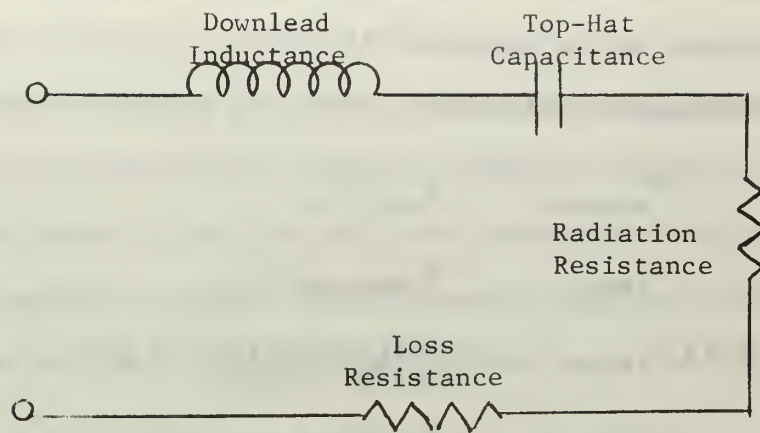 Downlead
Inductance
Top-Hat
Capacitance
Radiation
Resistance
Loss
Resistance